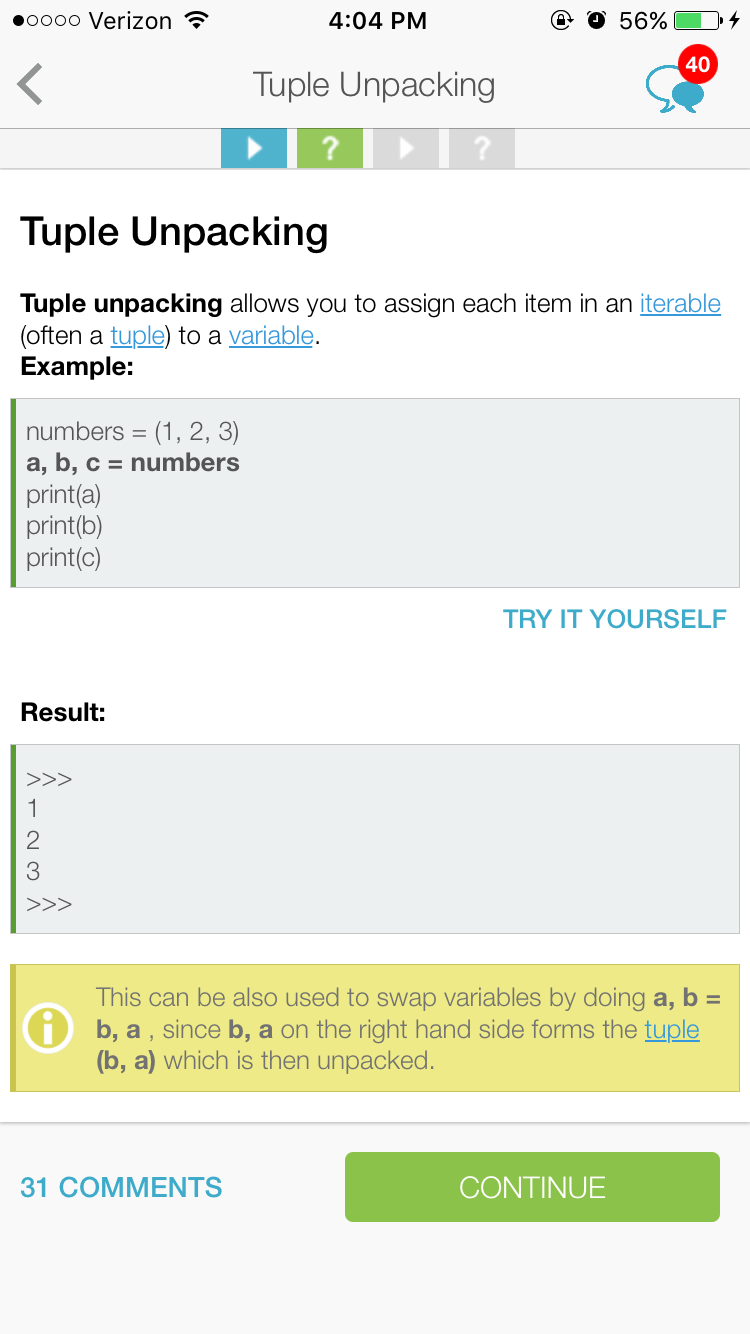 Verizon 4:04 PM 56%
Tuple Unpacking 40
? ?
Tuple Unpacking
Tuple unpacking allows you to assign each item in an iterable
(often a tuple) to a variable.
Example:
numbers = (1, 2, 3)
a, b, c = numbers
print(a)
print(b)
print(c)
TRY IT YOURSELF
Result:
>>>
1
2
3
>>>
This can be also used to swap variables by doing a, b =
b, a , since b, a on the right hand side forms the tuple
(b, a) which is then unpacked.
31 COMMENTS CONTINUE